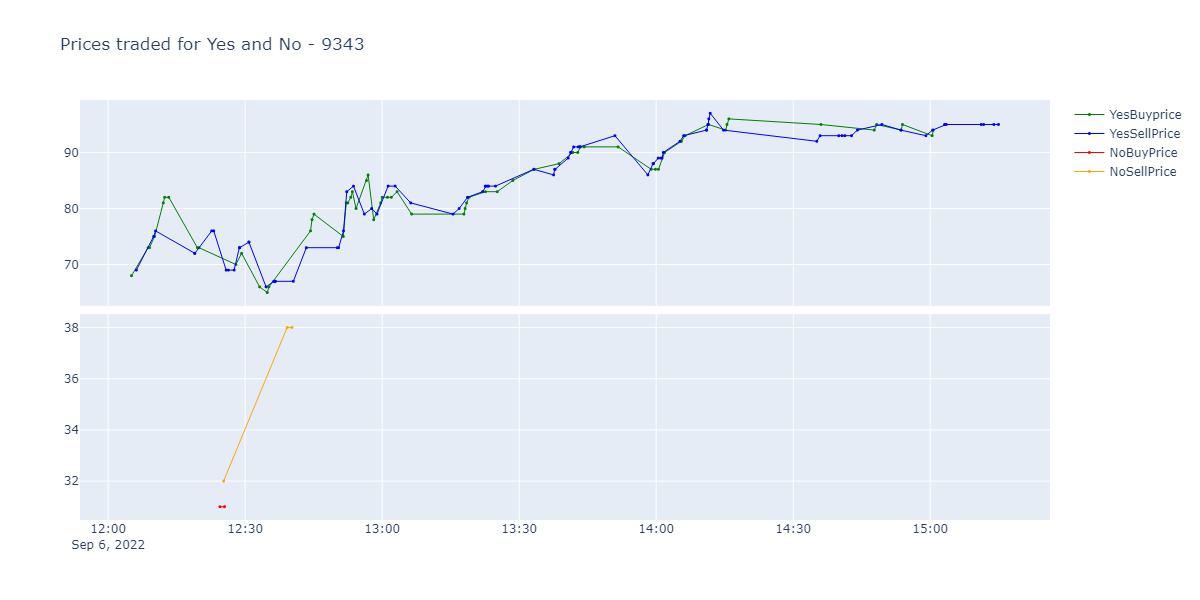 Prices traded for Yes and No - 9343
YesBuyprice
YesSellPrice
NoBuyPrice
NoSellPrice
90
80
70
38
36
34
32
12:00 12:30 13:00 13:30 14:00 14:30 15:00
Sep 6, 2022